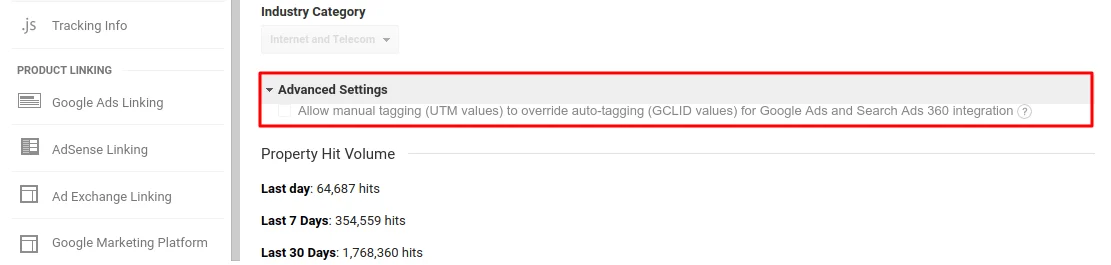 .js Tracking Info
PRODUCT LINKING
Google Ads Linking
AdSense Linking
Ad Exchange Linking
Google Marketing Platform
Industry Category
Internet and Telecom
Advanced Settings
Allow manual tagging (UTM values) to override auto-tagging (GCLID values) for Google Ads and Search Ads 360 integration ?
Property Hit Volume
Last day: 64,687 hits
Last 7 Days: 354,559 hits
Last 30 Days: 1,768,360 hits